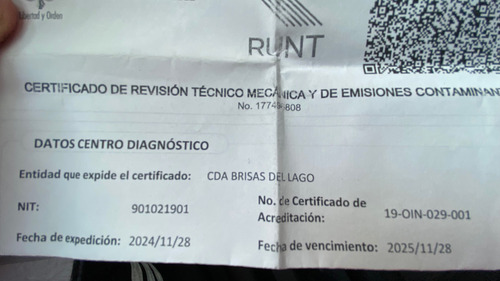 Libertad y Orden
RUNT
CERTIFICADO DE REVISIÓN TÉCNICO MECÁNICA Y DE EMISIONES CONTAMINAN
DATOS CENTRO DIAGNÓSTICO
Entidad que expide el certificado: CDA BRISAS DEL LAGO
NIT: 901021901
No. de Certificado de Acreditación: 19-OIN-029-001
Fecha de expedición: 2024/11/28
Fecha de vencimiento: 2025/11/28